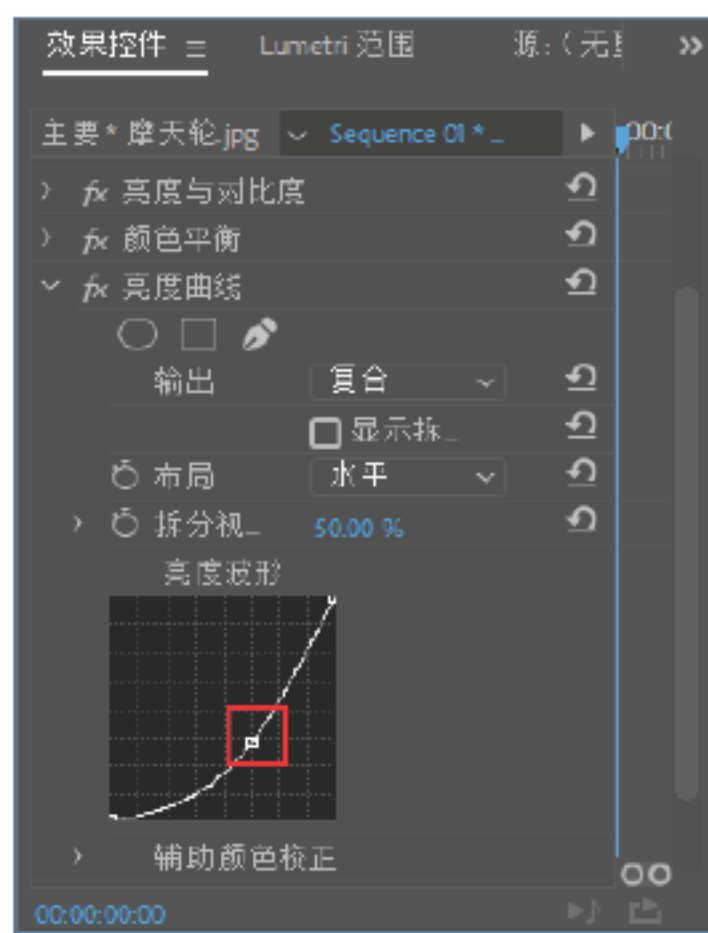 效果控件 Lumetri 范围 源:（无
主要* 摩天轮.jpg Sequence 01 * 00:
fx 亮度与对比度
fx 颜色平衡
fx 亮度曲线
输出 复合
显示拆
布局 水平
拆分视 50.00 %
亮度波形
辅助颜色校正
00:00:00:00